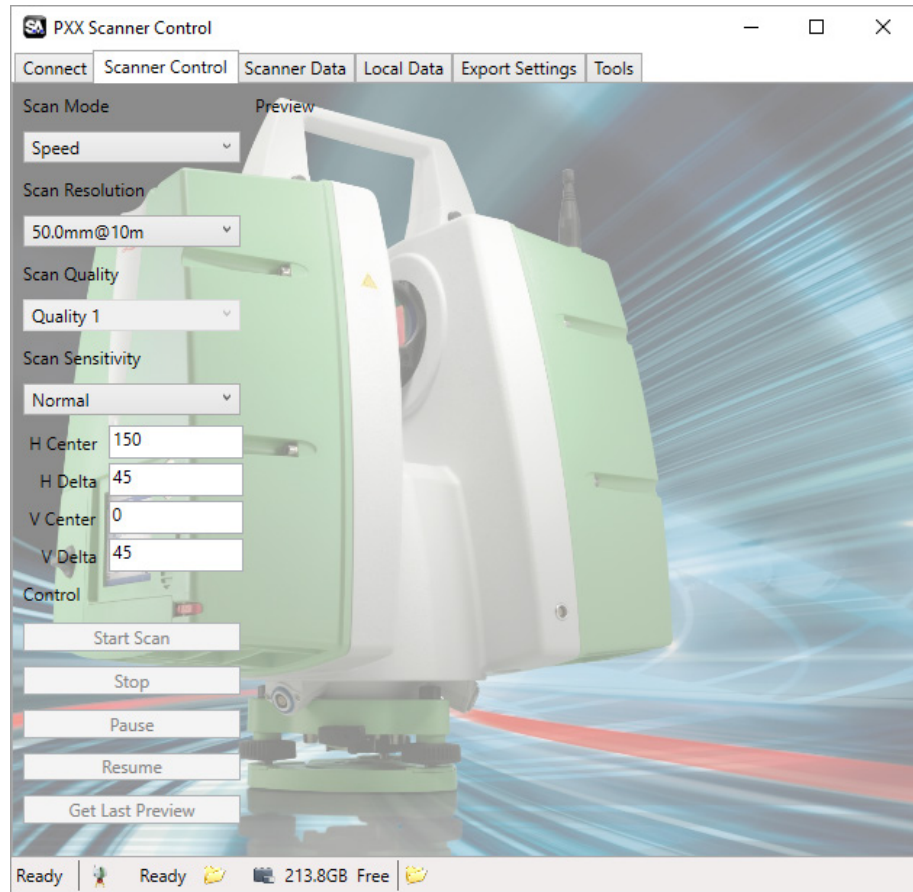 SA PXX Scanner Control
Connect Scanner Control Scanner Data Local Data Export Settings Tools
Scan Mode
Preview
Speed
Scan Resolution
50.0mm@10m
Scan Quality
Quality 1
Scan Sensitivity
Normal
H Center 150
H Delta 45
V Center 0
V Delta 45
Control
Start Scan
Stop
Pause
Resume
Get Last Preview
Ready Ready 213.8GB Free